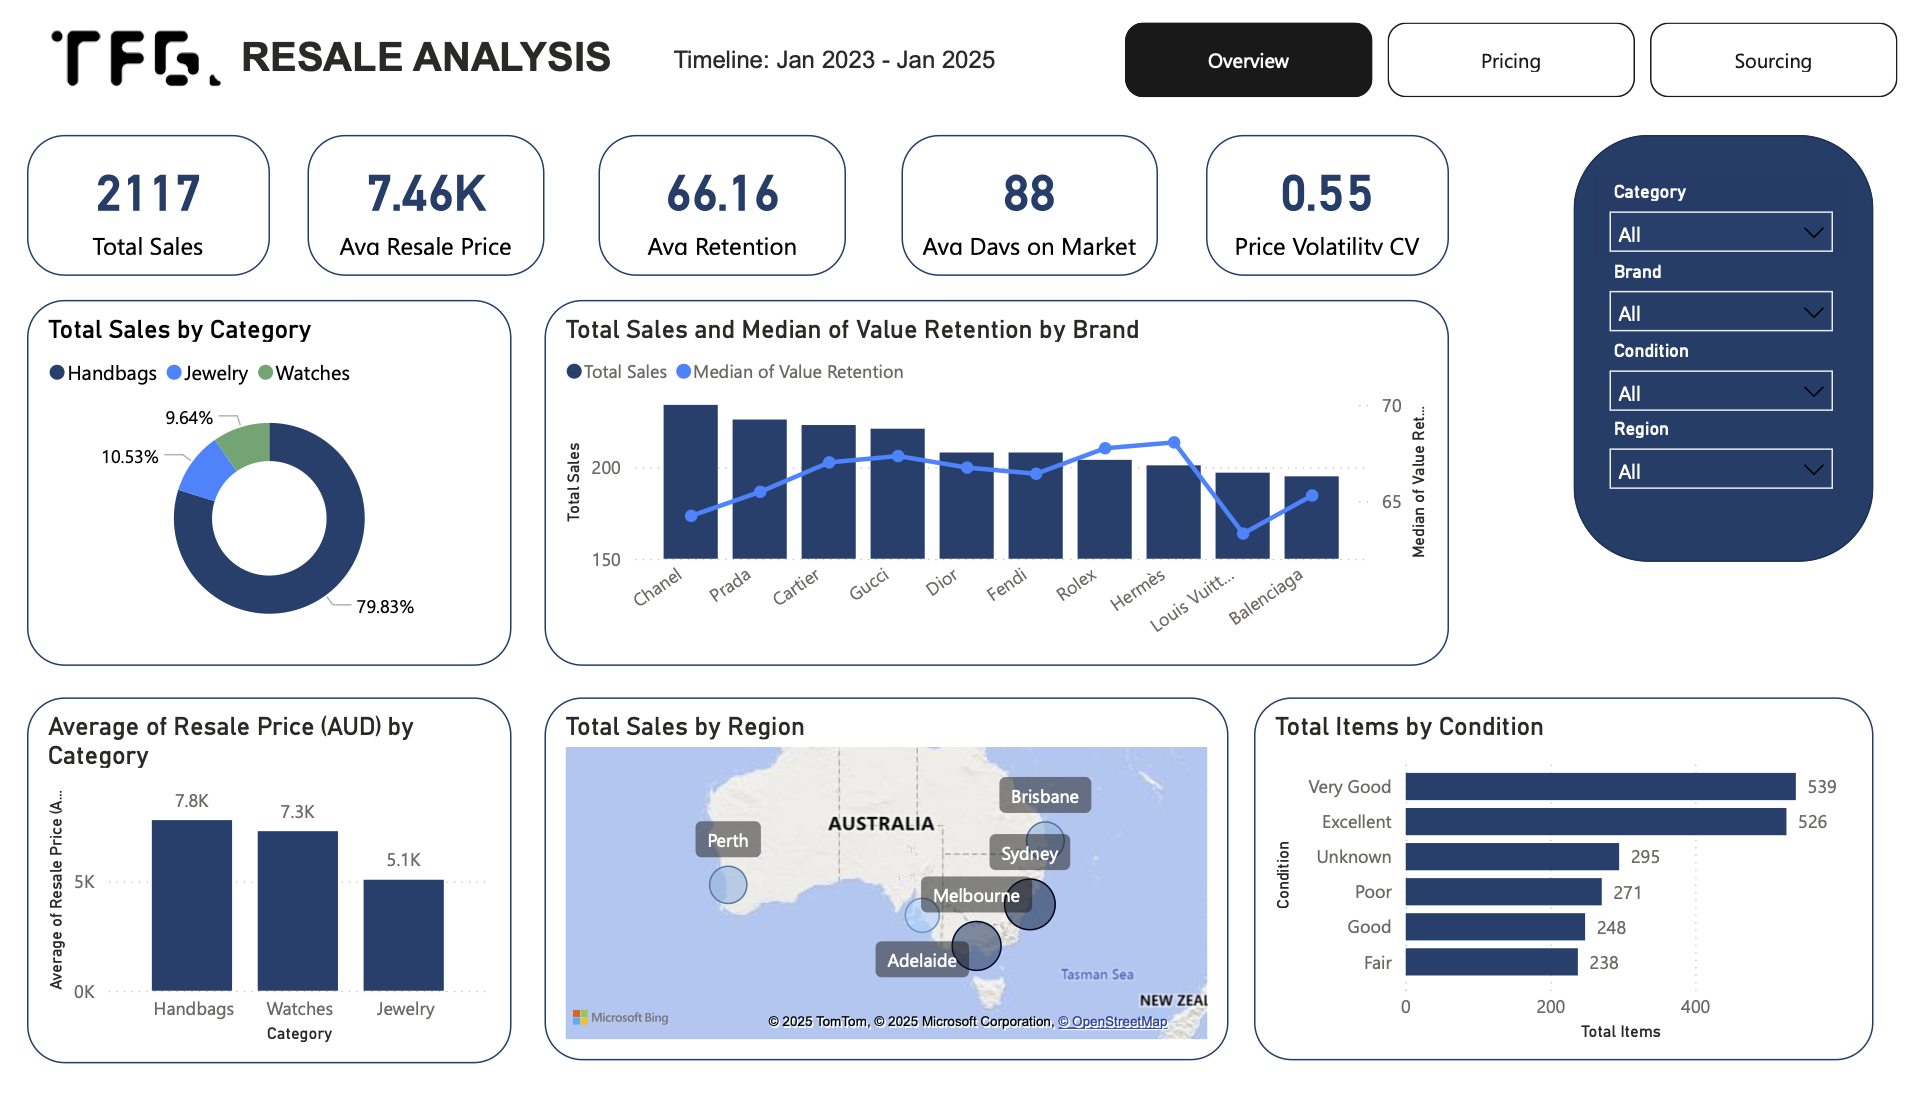 TFG. RESALE ANALYSIS
Timeline: Jan 2023 - Jan 2025
Overview
Pricing
Sourcing
2117
Total Sales
7.46K
Avg Resale Price
66.16
Avg Retention
88
Avg Days on Market
0.55
Price Volatility CV
Category
All
Brand
All
Condition
All
Region
All
Total Sales by Category
Handbags Jewelry Watches
9.64%
10.53%
79.83%
Total Sales and Median of Value Retention by Brand
Total Sales Median of Value Retention
Total Sales
200
150
70
65
Median of Value Ret...
Chanel
Prada
Cartier
Gucci
Dior
Fendi
Rolex
Hermès
Louis Vuitt...
Balenciaga
Average of Resale Price (AUD) by
Category
Average of Resale Price (A...
5K
0K
7.8K
7.3K
5.1K
Handbags
Watches
Jewelry
Category
Total Sales by Region
Brisbane
AUSTRALIA
Perth
Sydney
Melbourne
Adelaide
Tasman Sea
NEW ZEAL
Microsoft Bing
© 2025 TomTom, © 2025 Microsoft Corporation, © OpenStreetMap
Total Items by Condition
Condition
Very Good 539
Excellent 526
Unknown 295
Poor 271
Good 248
Fair 238
0 200 400
Total Items